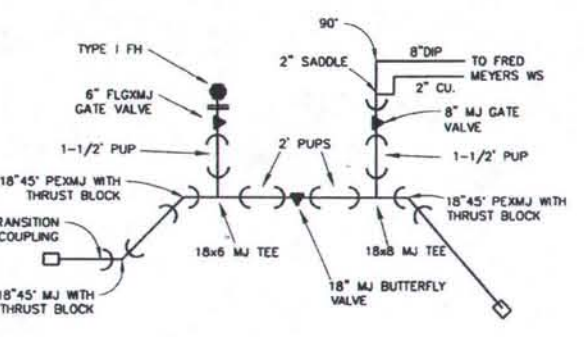 90°
TYPE I FH
2" SADDLE
8"DIP
TO FRED
MEYERS WS
2" CU.
6" FLGXMJ
GATE VALVE
8" MJ GATE
VALVE
1-1/2' PUP
2' PUPS
1-1/2' PUP
18"45° PEXMJ WITH
THRUST BLOCK
18"45° PEXMJ WITH
THRUST BLOCK
RANSITION
COUPLING
18x6 MJ TEE
18x8 MJ TEE
18" MJ BUTTERFLY
VALVE
18"45° MJ WITH
THRUST BLOCK